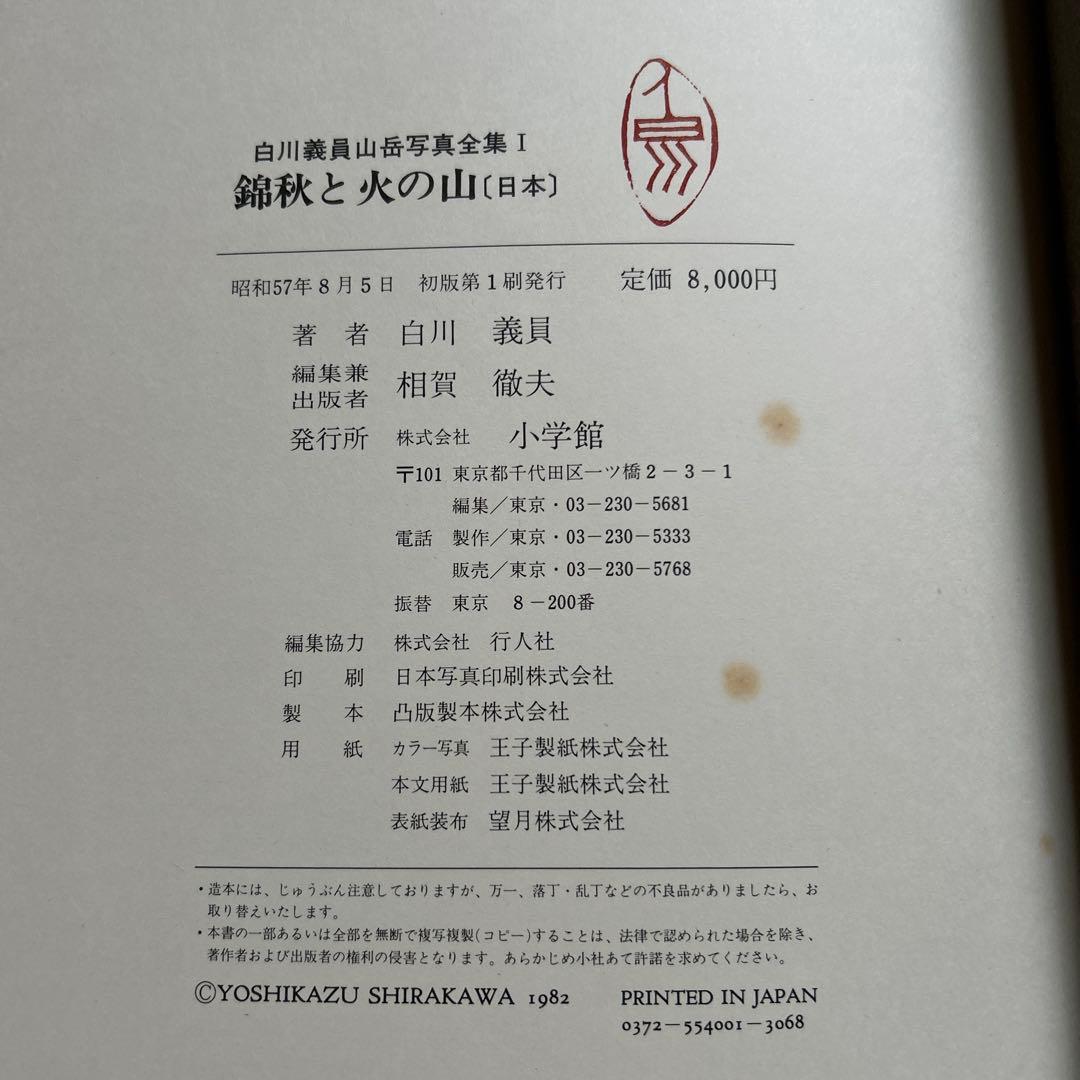 白川義員山岳写真全集 I
錦秋と火の山〔日本〕
昭和57年8月5日 初版第1刷発行 定価 8,000円
著者 白川 義員
編集兼出版者 相賀 徹夫
発行所 株式会社 小学館
〒101 東京都千代田区一ツ橋2-3-1
編集/東京・03-230-5681
電話 製作/東京・03-230-5333
販売/東京・03-230-5768
振替 東京 8-200番
編集協力 株式会社 行人社
印刷 日本写真印刷株式会社
製本 凸版製本株式会社
用紙 カラー写真 王子製紙株式会社
本文用紙 王子製紙株式会社
表紙装布 望月株式会社
・造本には、じゅうぶん注意しておりますが、万一、落丁・乱丁などの不良品がありましたら、お
取り替えいたします。
・本書の一部あるいは全部を無断で複写複製(コピー)することは、法律で認められた場合を除き、
著作者および出版者の権利の侵害となります。あらかじめ小社あて許諾を求めてください。
©YOSHIKAZU SHIRAKAWA 1982 PRINTED IN JAPAN
0372-554001-3068